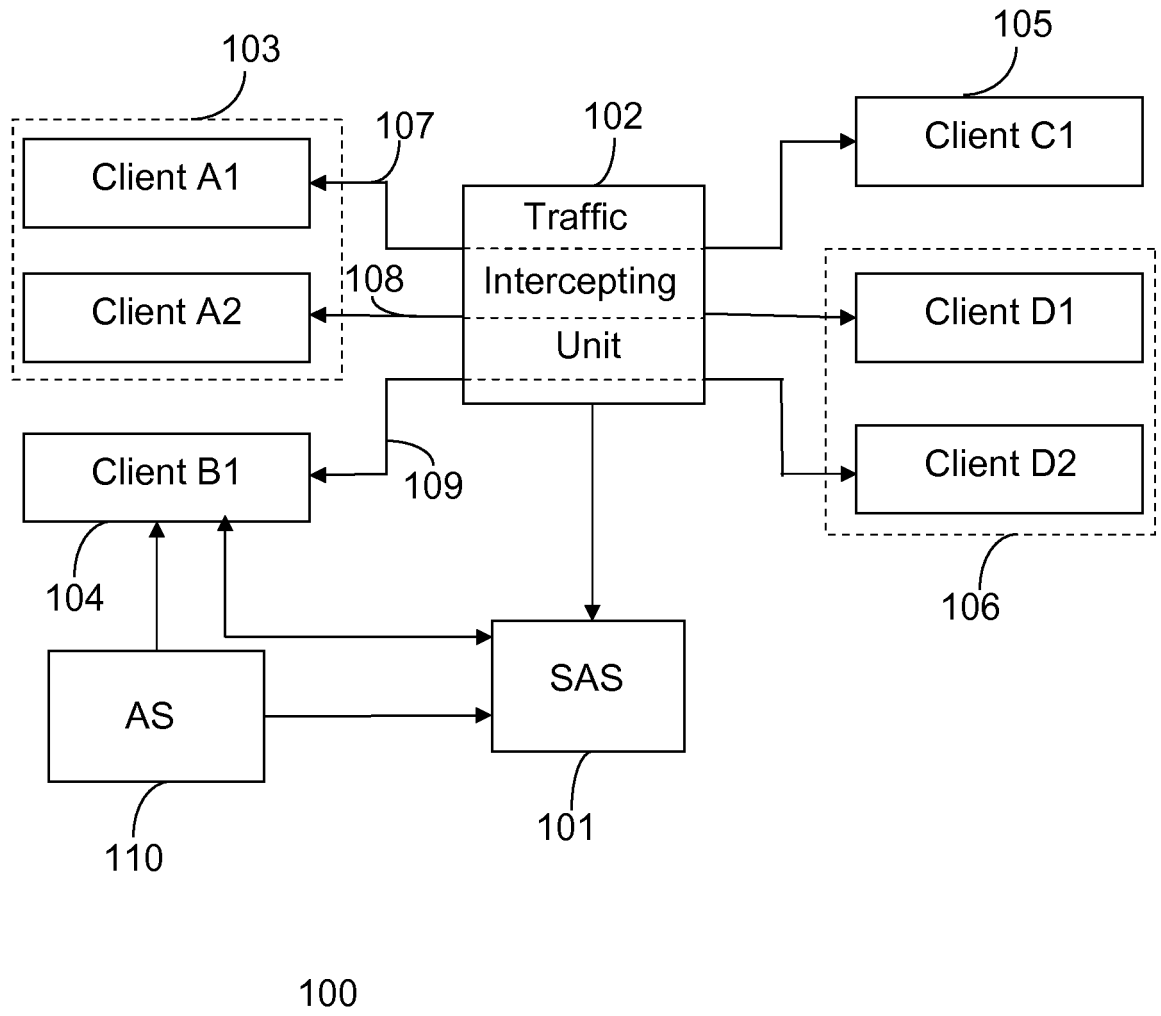 103
105
107
102
Client A1
Client C1
Traffic
Client A2
108
Intercepting
Client D1
Unit
Client B1
109
Client D2
104
106
SAS
AS
101
110
100